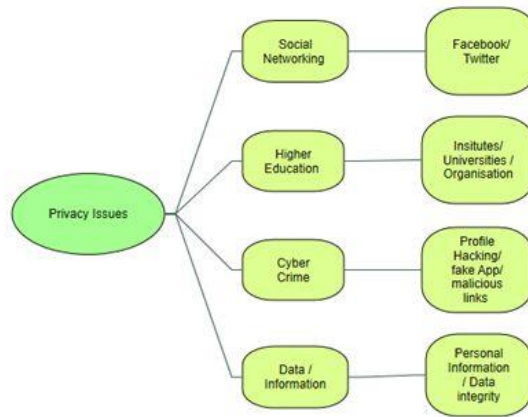 Privacy Issues
Social
Networking
Facebook/
Twitter
Higher
Education
Insitutes/
Universities /
Organisation
Cyber
Crime
Profile
Hacking/
fake App/
malicious
links
Data /
Information
Personal
Information
/ Data
integrity